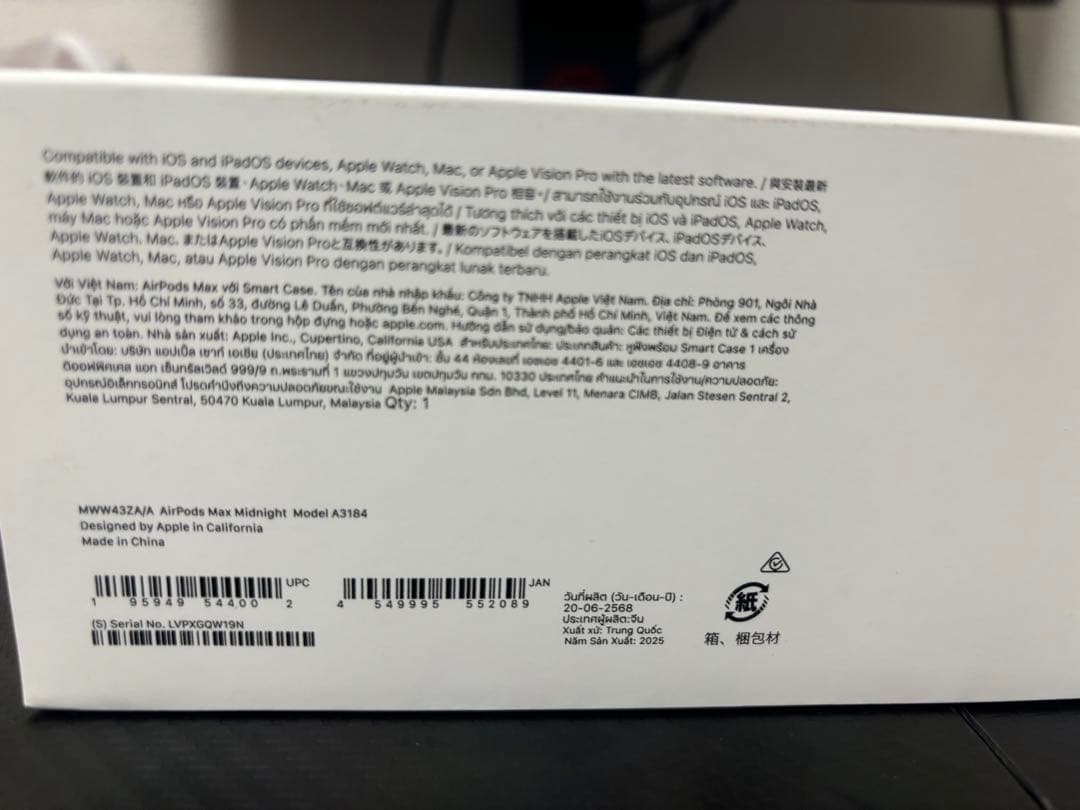 Compatible with iOS and iPadOS devices, Apple Watch, Mac, or Apple Vision Pro with the latest software. / 與安裝最新
軟件的 iOS 裝置和 iPadOS 裝置、Apple Watch、Mac 或 Apple Vision Pro 相容。/ สามารถใช้งานร่วมกับอุปกรณ์ iOS และ iPadOS,
Apple Watch, Mac หรือ Apple Vision Pro ที่ใช้ซอฟต์แวร์ล่าสุดได้ / Tương thích với các thiết bị iOS và iPadOS, Apple Watch,
máy Mac hoặc Apple Vision Pro có phần mềm mới nhất. / 最新のソフトウェアを搭載したiOSデバイス、iPadOSデバイス、
Apple Watch、Mac、またはApple Vision Proと互換性があります。/ Kompatibel dengan perangkat iOS dan iPadOS,
Apple Watch, Mac, atau Apple Vision Pro dengan perangkat lunak terbaru.
Với Việt Nam: AirPods Max với Smart Case. Tên của nhà nhập khẩu: Công ty TNHH Apple Việt Nam. Địa chỉ: Phòng 901, Ngôi Nhà
Đức Tại Tp. Hồ Chí Minh, số 33, đường Lê Duẩn, Phường Bến Nghé, Quận 1, Thành phố Hồ Chí Minh, Việt Nam. Để xem các thông
số kỹ thuật, vui lòng tham khảo trong hộp đựng hoặc apple.com. Hướng dẫn sử dụng/bảo quản: Các thiết bị Điện tử & cách sử
dụng an toàn. Nhà sản xuất: Apple Inc., Cupertino, California USA สำหรับประเทศไทย: ประเภทสินค้า: หูฟังพร้อม Smart Case 1 เครื่อง
นำเข้าโดย: บริษัท แอปเปิ้ล เซาท์ เอเชีย (ประเทศไทย) จำกัด ที่อยู่ผู้นำเข้า: ชั้น 44 ห้องเลขที่ เอชเอช 4401-6 และ เอชเอช 4408-9 อาคาร
ดิออฟฟิศเศส แอท เซ็นทรัลเวิลด์ 999/9 ถ.พระรามที่ 1 แขวงปทุมวัน เขตปทุมวัน กทม. 10330 ประเทศไทย คำแนะนำในการใช้งาน/ความปลอดภัย:
อุปกรณ์อิเล็กทรอนิกส์ โปรดคำนึงถึงความปลอดภัยขณะใช้งาน Apple Malaysia Sdn Bhd, Level 11, Menara CIMB, Jalan Stesen Sentral 2,
Kuala Lumpur Sentral, 50470 Kuala Lumpur, Malaysia Qty: 1
MWW43ZA/A AirPods Max Midnight Model A3184
Designed by Apple in California
Made in China
UPC
1 95949 54400 2
JAN
4 549995 552089
(S) Serial No. LVPXGQW19N
วันที่ผลิต (วัน-เดือน-ปี) :
20-06-2568
ประเทศผู้ผลิต:จีน
Xuất xứ: Trung Quốc
Năm Sản Xuất: 2025
紙
箱、梱包材